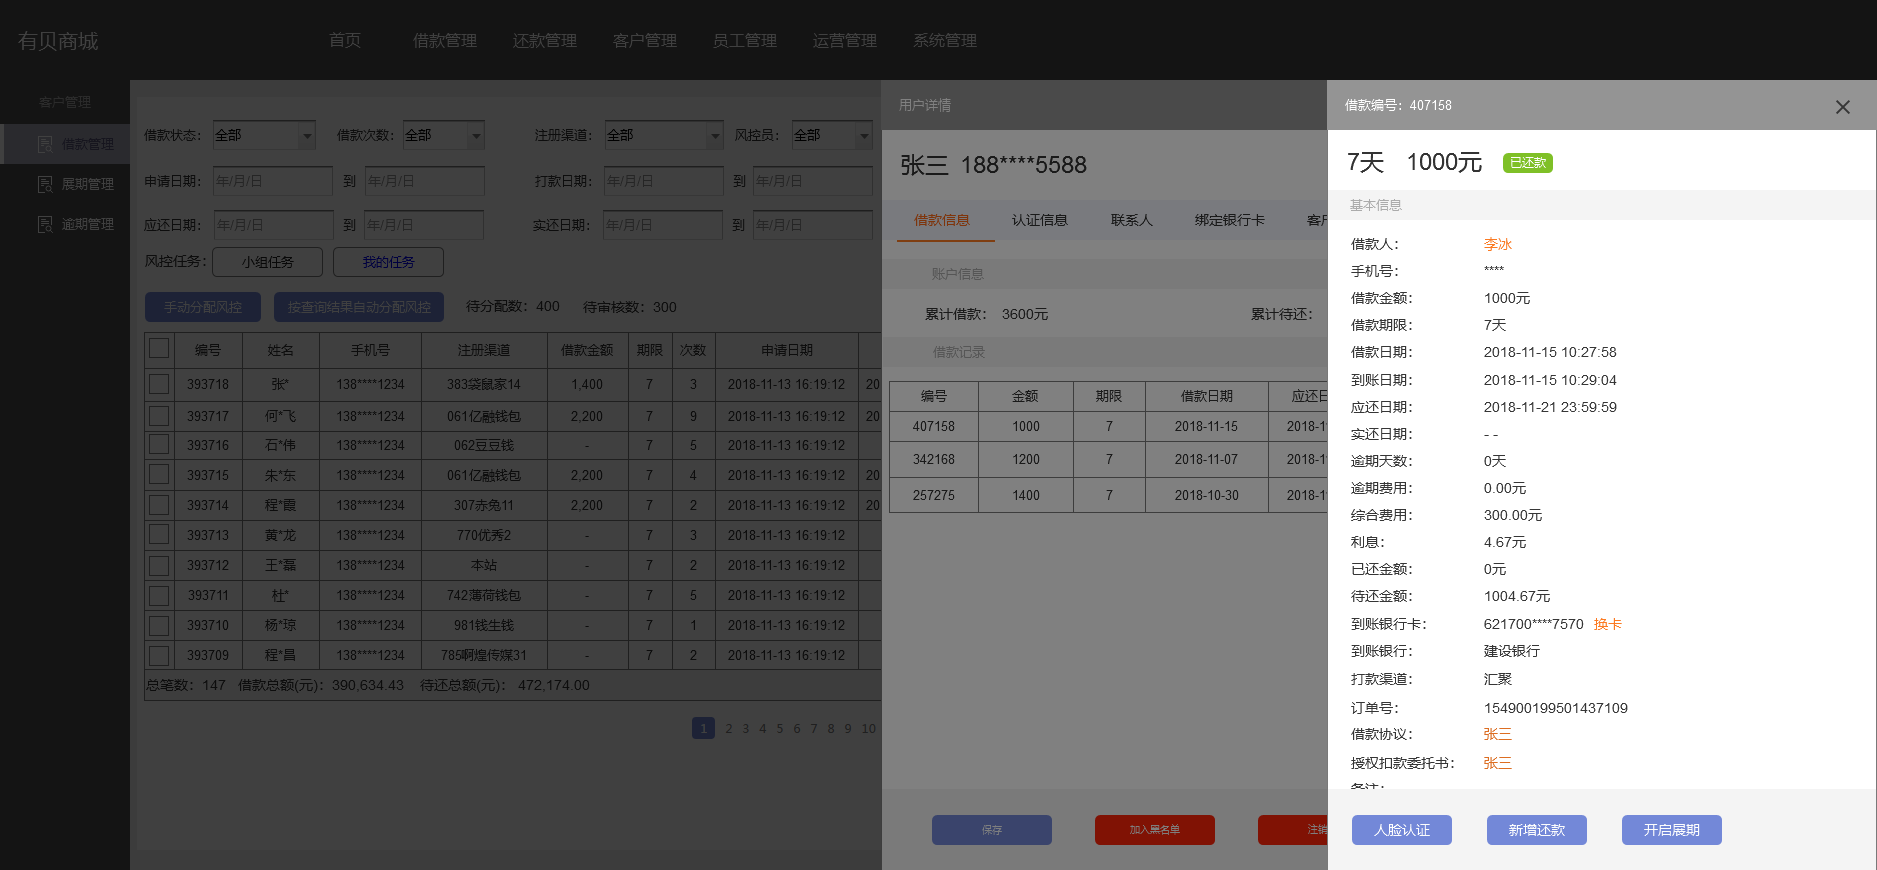 有贝商城 首页 借款管理 还款管理 客户管理 员工管理 运营管理 系统管理
客户管理
借款管理
展期管理
逾期管理
借款状态： 全部 借款次数： 全部 注册渠道： 全部 风控员： 全部
申请日期： 年/月/日 到 年/月/日 打款日期： 年/月/日 到 年/月/日
应还日期： 年/月/日 到 年/月/日 实还日期： 年/月/日 到 年/月/日
风控任务： 小组任务 我的任务
手动分配风控 按查询结果自动分配风控 待分配数：400 待审核数：300
编号 姓名 手机号 注册渠道 借款金额 期限 次数 申请日期
393718 张* 138****1234 383袋鼠家14 1,400 7 3 2018-11-13 16:19:12 20
393717 何*飞 138****1234 061亿融钱包 2,200 7 9 2018-11-13 16:19:12 20
393716 石*伟 138****1234 062豆豆钱 - 7 5 2018-11-13 16:19:12
393715 朱*东 138****1234 061亿融钱包 2,200 7 4 2018-11-13 16:19:12 20
393714 程*霞 138****1234 307赤兔11 2,200 7 2 2018-11-13 16:19:12 20
393713 黄*龙 138****1234 770优秀2 - 7 3 2018-11-13 16:19:12
393712 王*磊 138****1234 本站 - 7 2 2018-11-13 16:19:12
393711 杜* 138****1234 742薄荷钱包 - 7 5 2018-11-13 16:19:12
393710 杨*琼 138****1234 981钱生钱 - 7 1 2018-11-13 16:19:12
393709 程*昌 138****1234 785啊煌传媒31 - 7 2 2018-11-13 16:19:12
总笔数：147 借款总额(元)：390,634.43 待还总额(元)： 472,174.00
1 2 3 4 5 6 7 8 9 10
用户详情
张三 188****5588
借款信息 认证信息 联系人 绑定银行卡 客
账户信息
累计借款： 3600元 累计待还：
借款记录
编号 金额 期限 借款日期 应还
407158 1000 7 2018-11-15 2018-1
342168 1200 7 2018-11-07 2018-1
257275 1400 7 2018-10-30 2018-1
保存 加入黑名单 注销
借款编号：407158
7天 1000元 已还款
基本信息
借款人： 李冰
手机号： ****
借款金额： 1000元
借款期限： 7天
借款日期： 2018-11-15 10:27:58
到账日期： 2018-11-15 10:29:04
应还日期： 2018-11-21 23:59:59
实还日期： - -
逾期天数： 0天
逾期费用： 0.00元
综合费用： 300.00元
利息： 4.67元
已还金额： 0元
待还金额： 1004.67元
到账银行卡： 621700****7570 换卡
到账银行： 建设银行
打款渠道： 汇聚
订单号： 154900199501437109
借款协议： 张三
授权扣款委托书： 张三
备注：
人脸认证 新增还款 开启展期